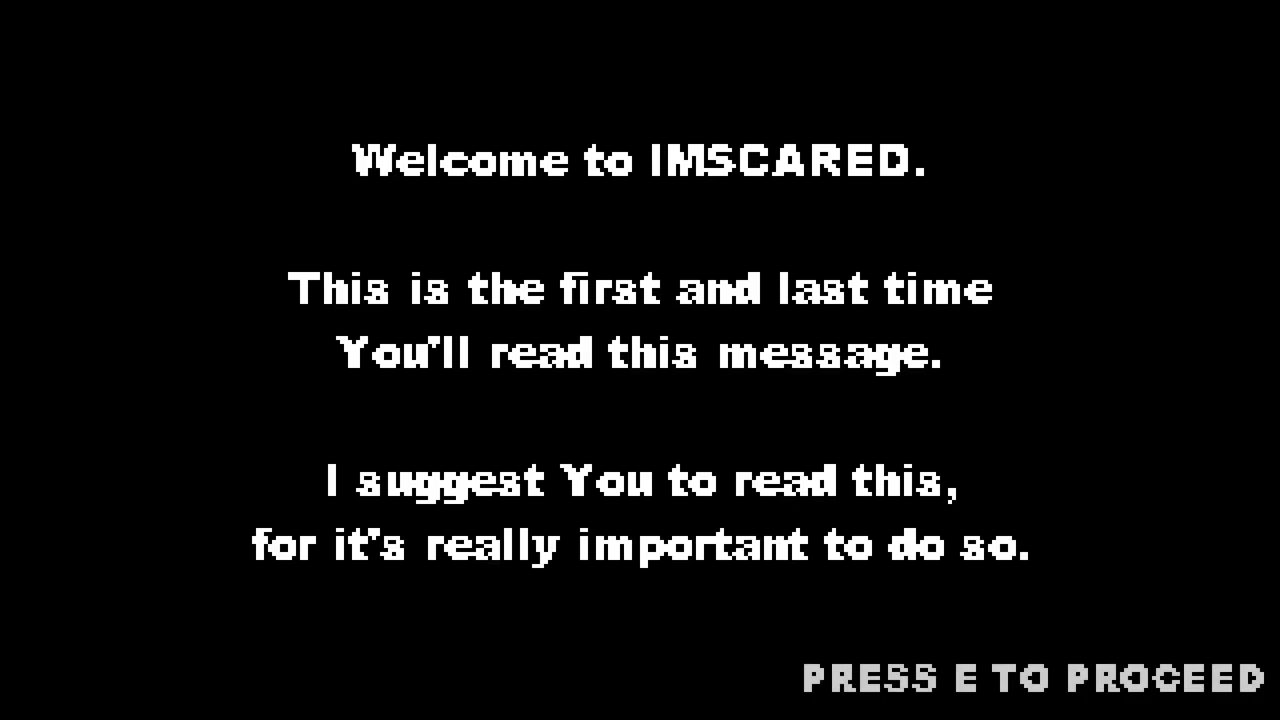 Welcome to IMSCARED.
This is the first and last time
You'll read this message.
I suggest You to read this,
for it's really important to do so.
PRESS E TO PROCEED